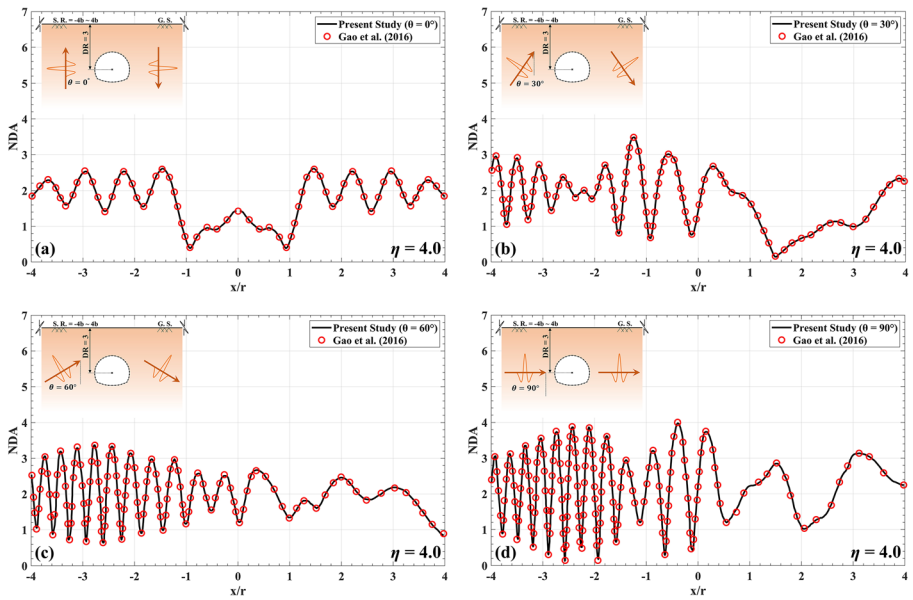 S. R. = -4b ~ 4b G. S.
DR = 3
θ = 0°
Present Study (θ = 0°)
Gao et al. (2016)
NDA
7
6
5
4
3
2
1
0
(a)
η = 4.0
-4 -3 -2 -1 0 1 2 3 4
x/r
S. R. = -4b ~ 4b G. S.
DR = 3
θ = 30°
Present Study (θ = 30°)
Gao et al. (2016)
NDA
7
6
5
4
3
2
1
0
(b)
η = 4.0
-4 -3 -2 -1 0 1 2 3 4
x/r
S. R. = -4b ~ 4b G. S.
DR = 3
θ = 60°
Present Study (θ = 60°)
Gao et al. (2016)
NDA
7
6
5
4
3
2
1
0
(c)
η = 4.0
-4 -3 -2 -1 0 1 2 3 4
x/r
S. R. = -4b ~ 4b G. S.
DR = 3
θ = 90°
Present Study (θ = 90°)
Gao et al. (2016)
NDA
7
6
5
4
3
2
1
0
(d)
η = 4.0
-4 -3 -2 -1 0 1 2 3 4
x/r